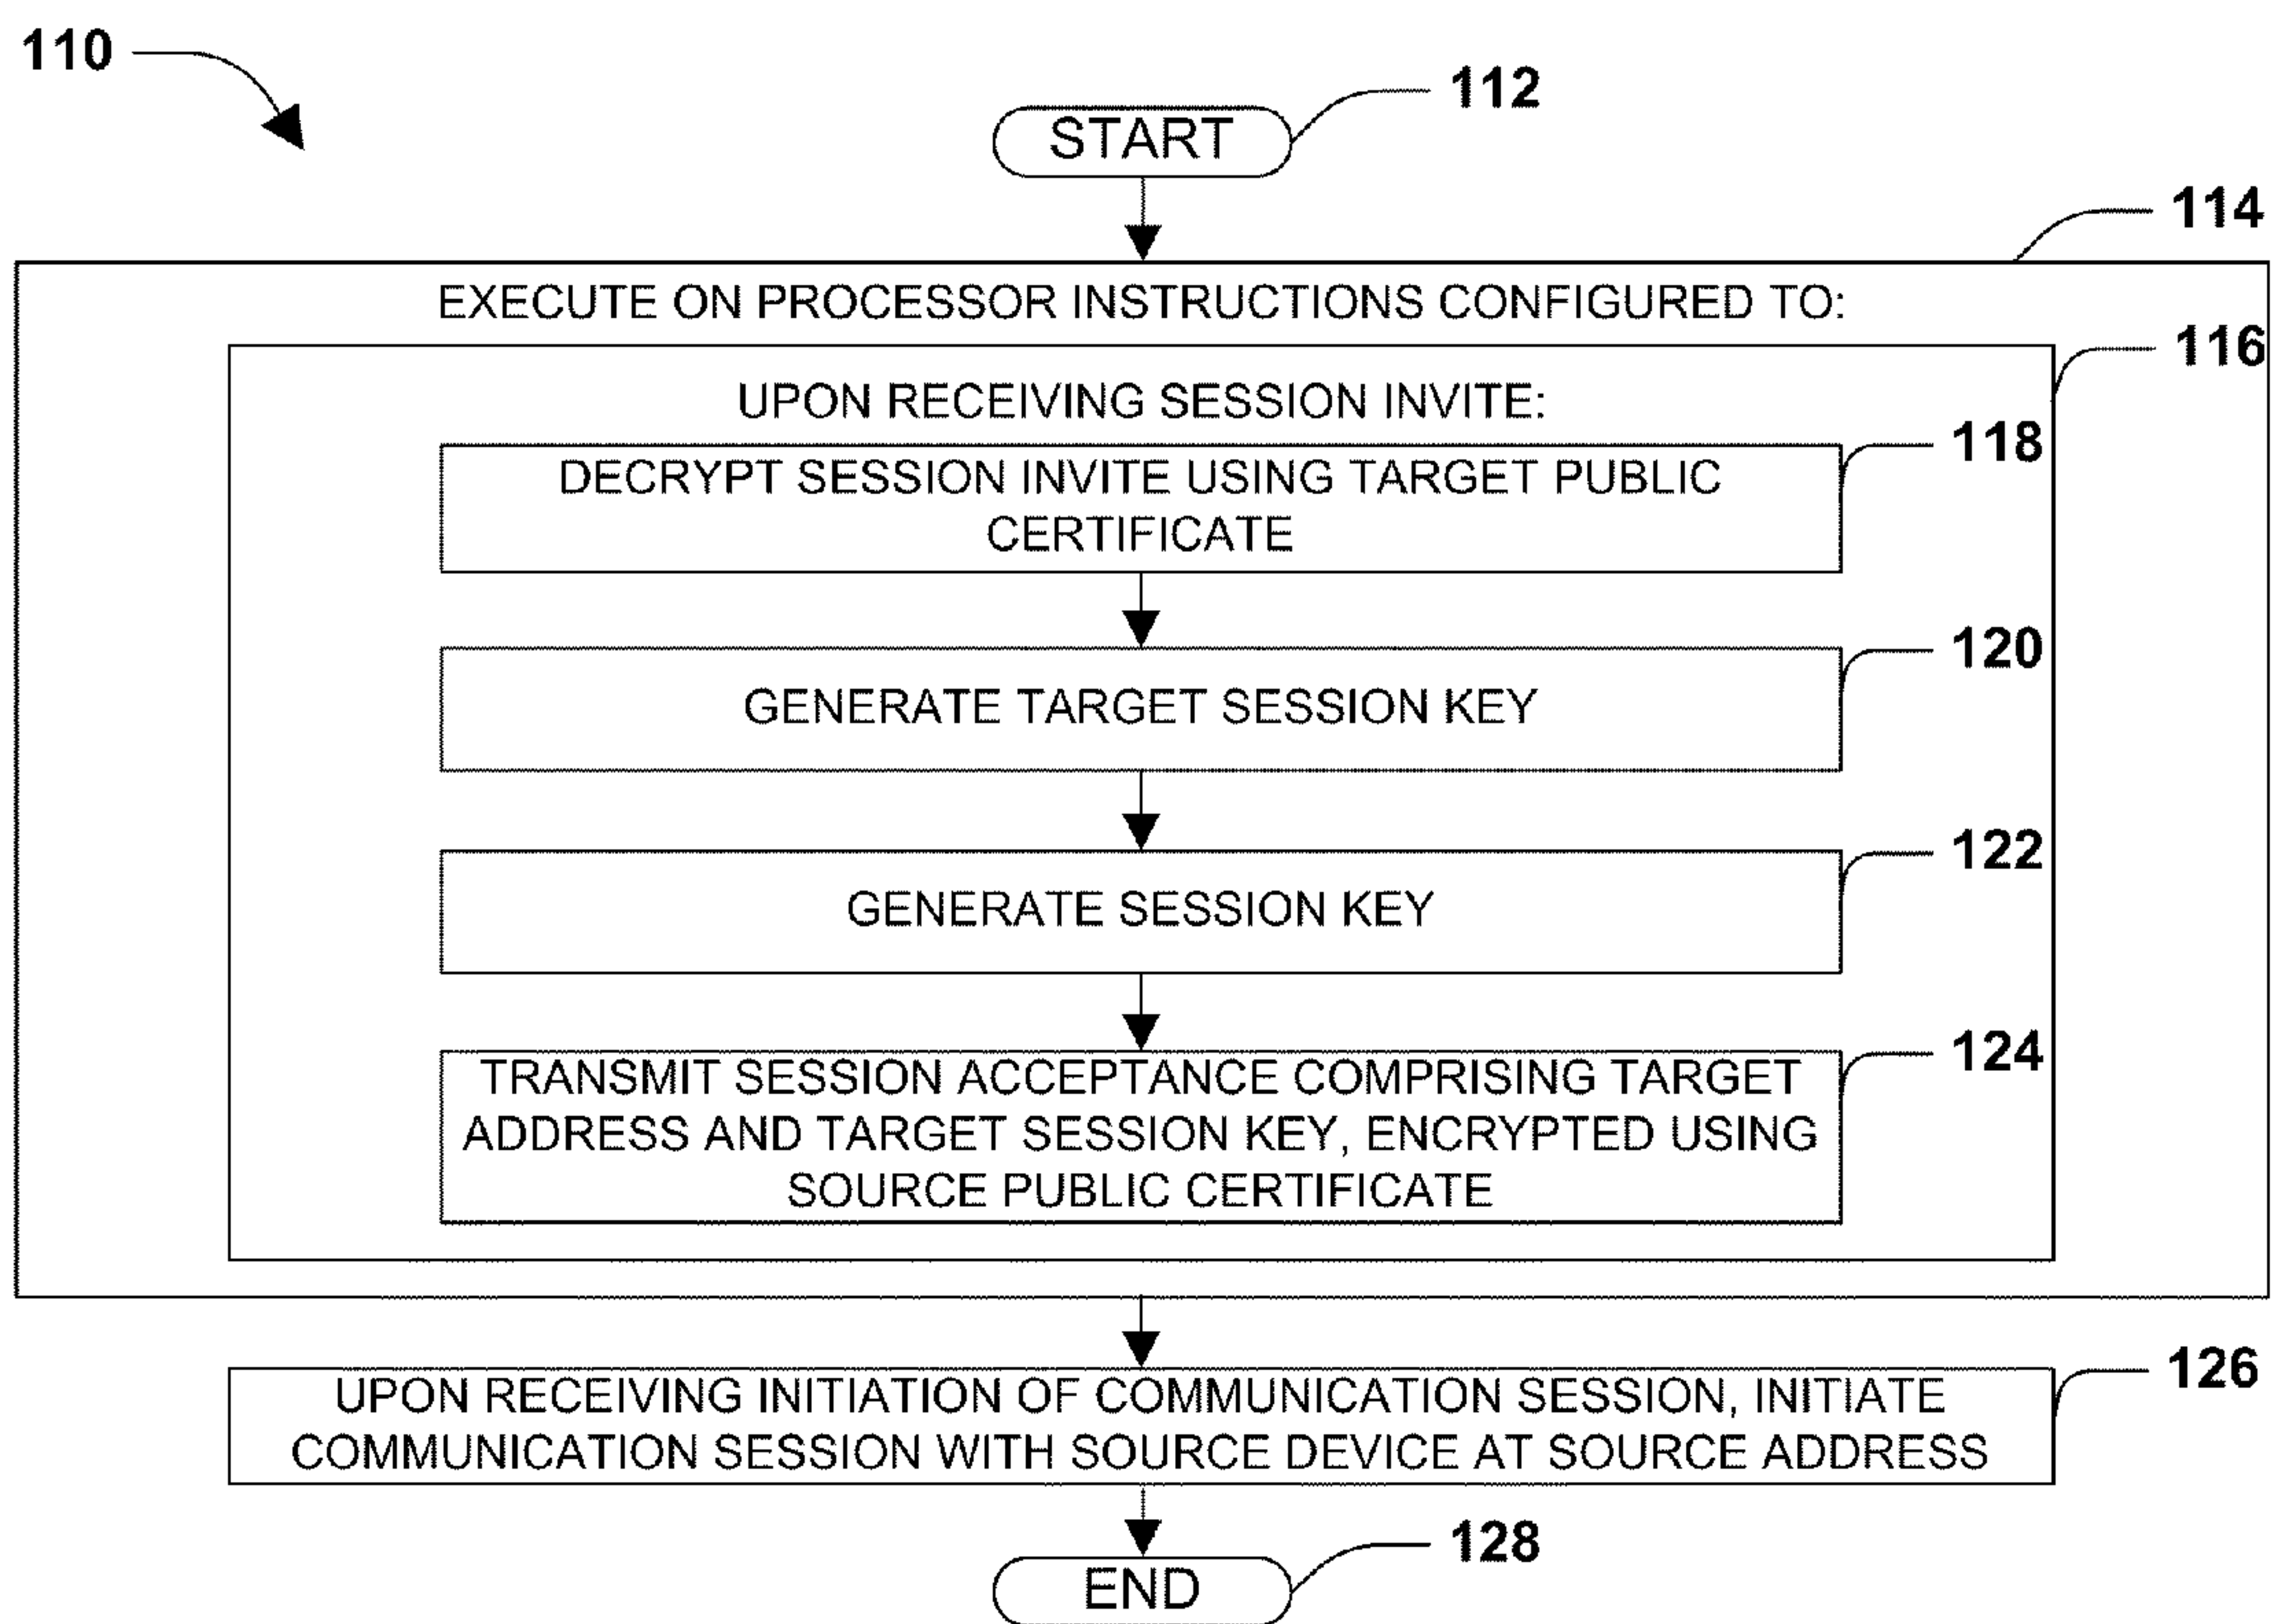 110
START
112
114
EXECUTE ON PROCESSOR INSTRUCTIONS CONFIGURED TO:
116
UPON RECEIVING SESSION INVITE:
118
DECRYPT SESSION INVITE USING TARGET PUBLIC
CERTIFICATE
120
GENERATE TARGET SESSION KEY
122
GENERATE SESSION KEY
124
TRANSMIT SESSION ACCEPTANCE COMPRISING TARGET
ADDRESS AND TARGET SESSION KEY, ENCRYPTED USING
SOURCE PUBLIC CERTIFICATE
126
UPON RECEIVING INITIATION OF COMMUNICATION SESSION, INITIATE
COMMUNICATION SESSION WITH SOURCE DEVICE AT SOURCE ADDRESS
128
END